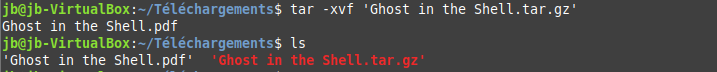 jb@jb-VirtualBox:~/Téléchargements$ tar -xvf 'Ghost in the Shell.tar.gz'
Ghost in the Shell.pdf
jb@jb-VirtualBox:~/Téléchargements$ ls
'Ghost in the Shell.pdf'  'Ghost in the Shell.tar.gz'